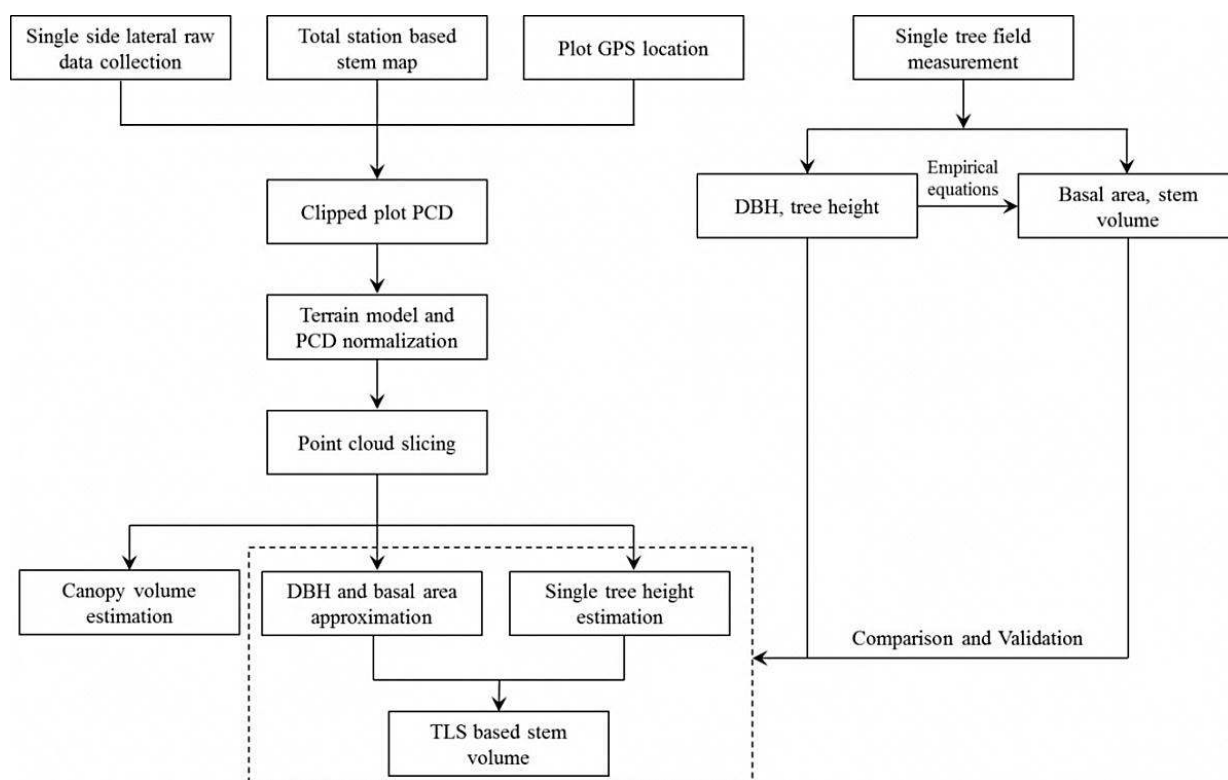 Single side lateral raw
data collection
Total station based
stem map
Plot GPS location
Single tree field
measurement
Clipped plot PCD
DBH, tree height
Empirical
equations
Basal area, stem
volume
Terrain model and
PCD normalization
Point cloud slicing
Canopy volume
estimation
DBH and basal area
approximation
Single tree height
estimation
Comparison and Validation
TLS based stem
volume